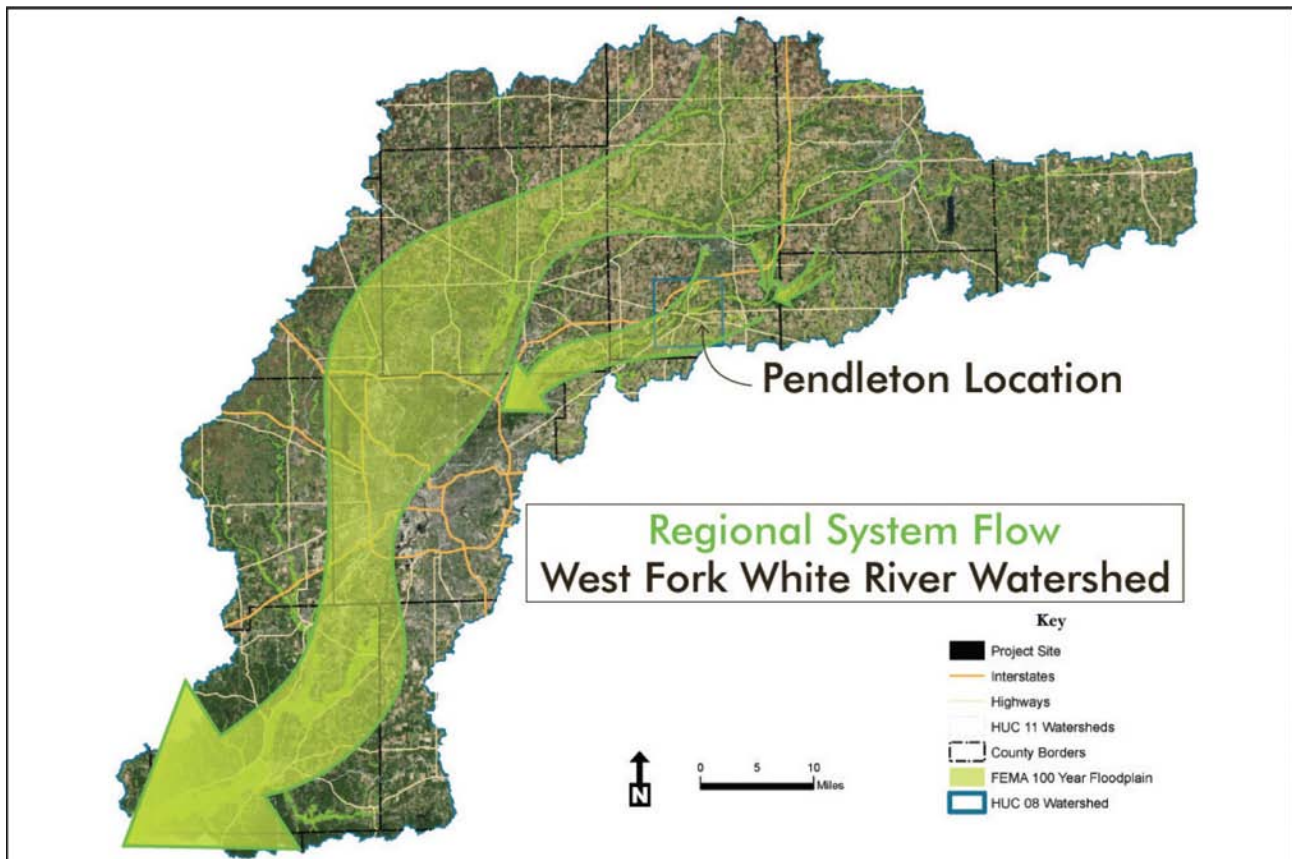 Pendleton Location
Regional System Flow
West Fork White River Watershed
Key
Project Site
Interstates
Highways
HUC 11 Watersheds
County Borders
FEMA 100 Year Floodplain
HUC 08 Watershed
N
0 5 10
Miles